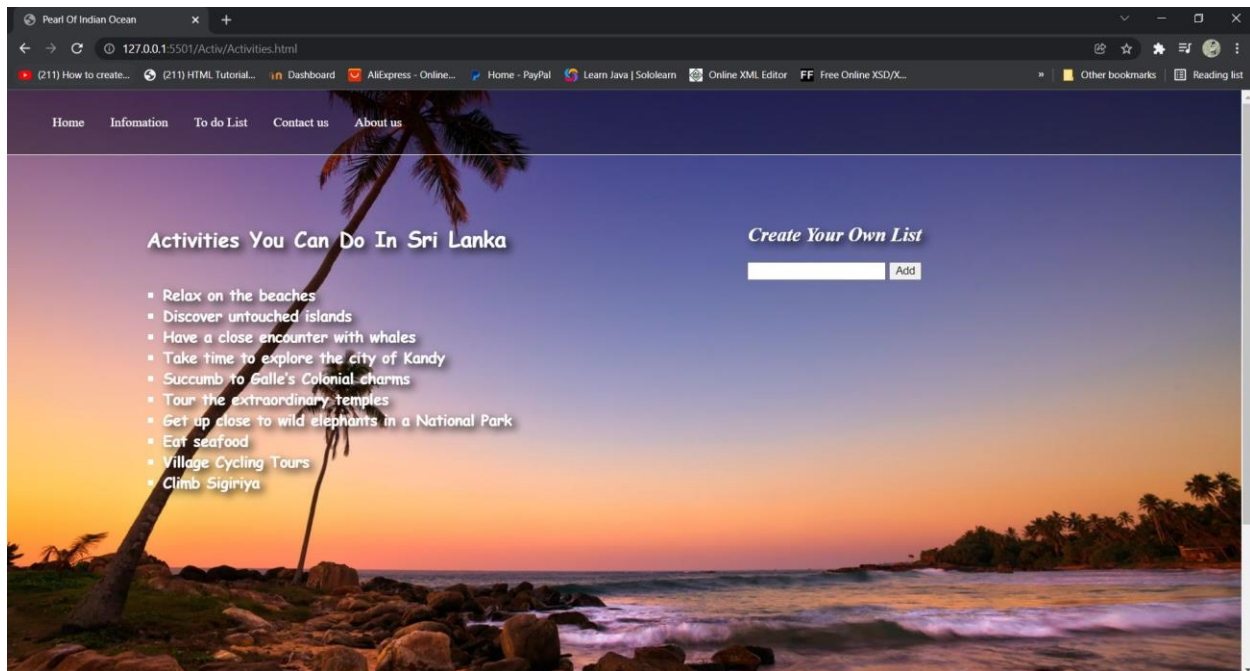 Pearl Of Indian Ocean
127.0.0.1:5501/Activ/Activities.html
(211) How to create... (211) HTML Tutorial... Dashboard AliExpress - Online... Home - PayPal Learn Java | Sololearn Online XML Editor FF Free Online XSD/X... » Other bookmarks Reading list
Home Infomation To do List Contact us About us
Activities You Can Do In Sri Lanka
Relax on the beaches
Discover untouched islands
Have a close encounter with whales
Take time to explore the city of Kandy
Succumb to Galle's Colonial charms
Tour the extraordinary temples
Get up close to wild elephants in a National Park
Eat seafood
Village Cycling Tours
Climb Sigiriya
Create Your Own List
Add